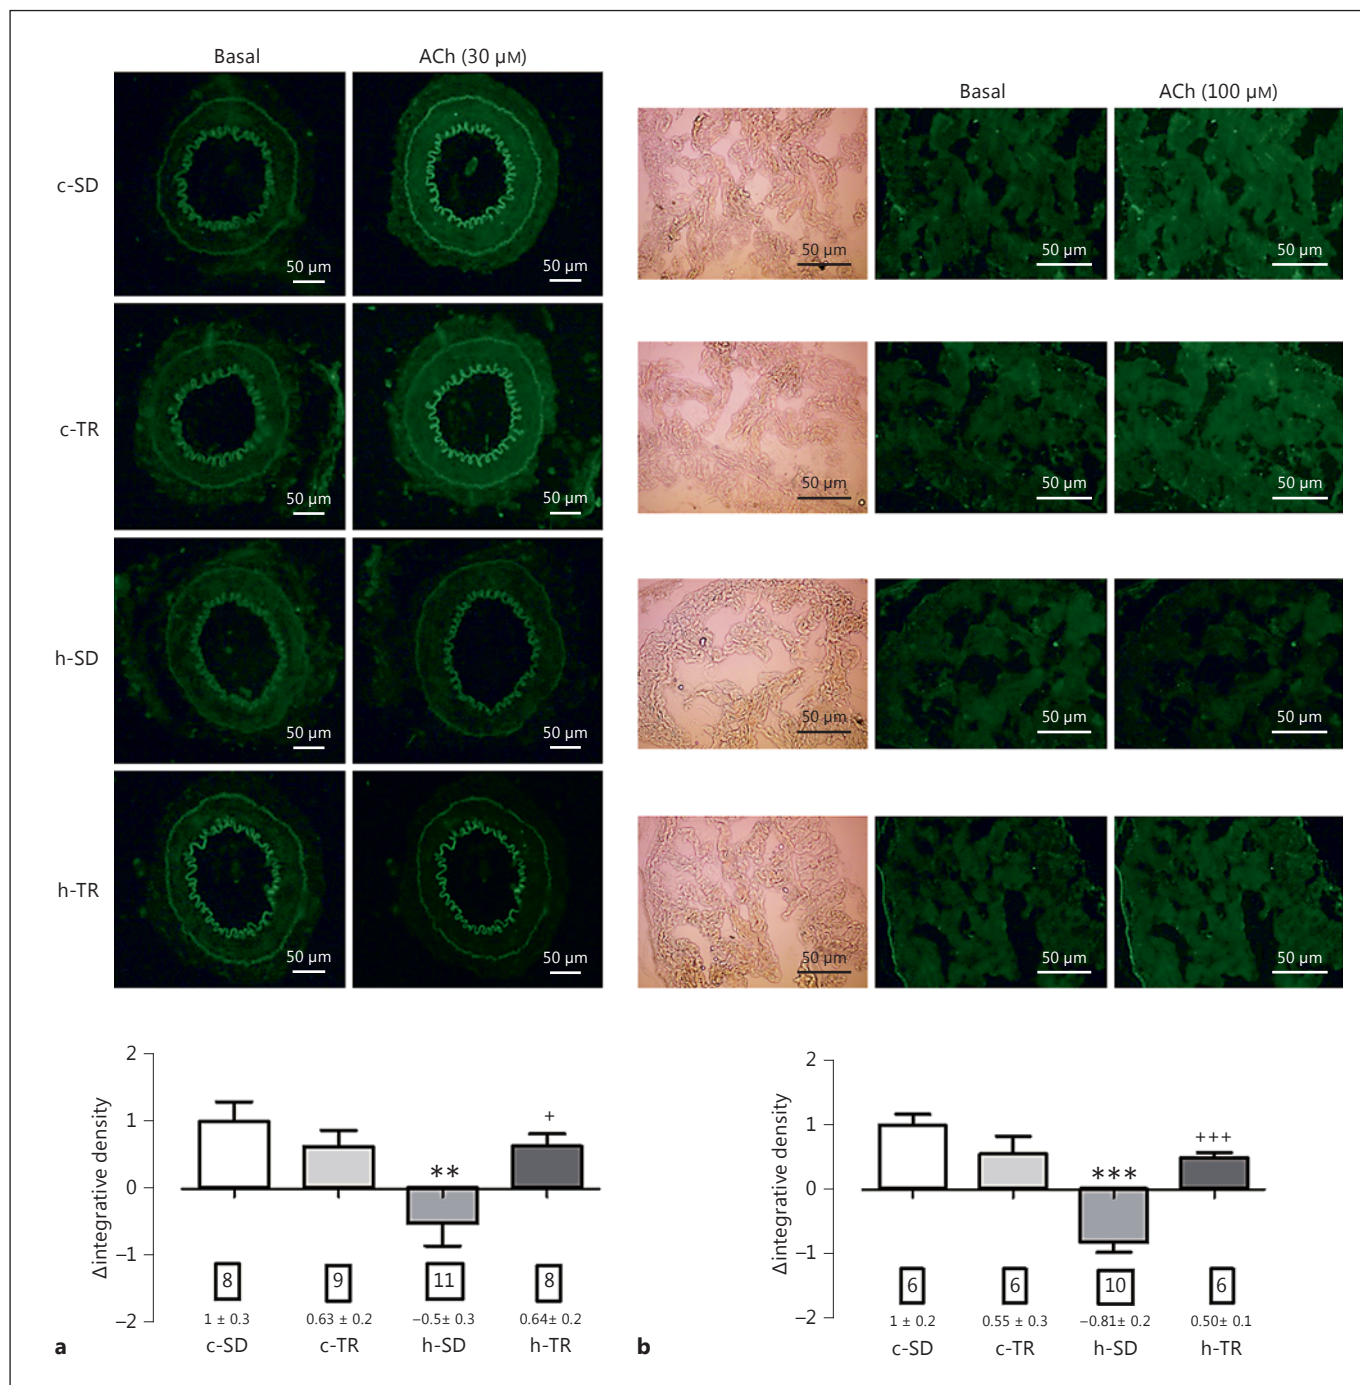 Basal ACh (30 µM)
Basal ACh (100 µM)
c-SD
50 µm 50 µm 50 µm 50 µm 50 µm
c-TR
50 µm 50 µm 50 µm 50 µm 50 µm
h-SD
50 µm 50 µm 50 µm 50 µm 50 µm
h-TR
50 µm 50 µm 50 µm 50 µm 50 µm
Δintegrative density
2
1
0
−1
−2
** +
8 9 11 8
1 ± 0.3 0.63 ± 0.2 −0.5± 0.3 0.64± 0.2
a c-SD c-TR h-SD h-TR
Δintegrative density
2
1
0
−1
−2
*** +++
6 6 10 6
1 ± 0.2 0.55 ± 0.3 −0.81± 0.2 0.50± 0.1
b c-SD c-TR h-SD h-TR